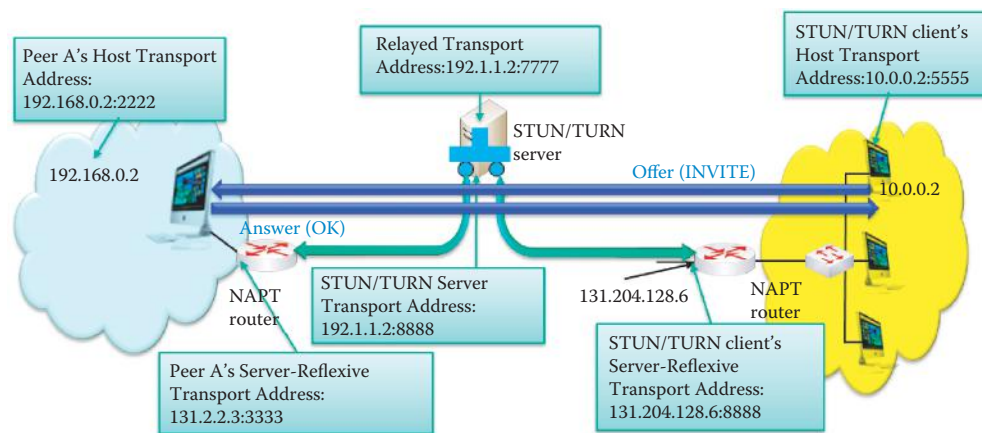 Peer A's Host Transport
Address:
192.168.0.2:2222
Relayed Transport
Address:192.1.1.2:7777
STUN/TURN client's
Host Transport
Address:10.0.0.2:5555
192.168.0.2
STUN/TURN
server
Offer (INVITE)
10.0.0.2
Answer (OK)
NAPT
router
STUN/TURN Server
Transport Address:
192.1.1.2:8888
131.204.128.6
NAPT
router
Peer A's Server-Reflexive
Transport Address:
131.2.2.3:3333
STUN/TURN client's
Server-Reflexive
Transport Address:
131.204.128.6:8888